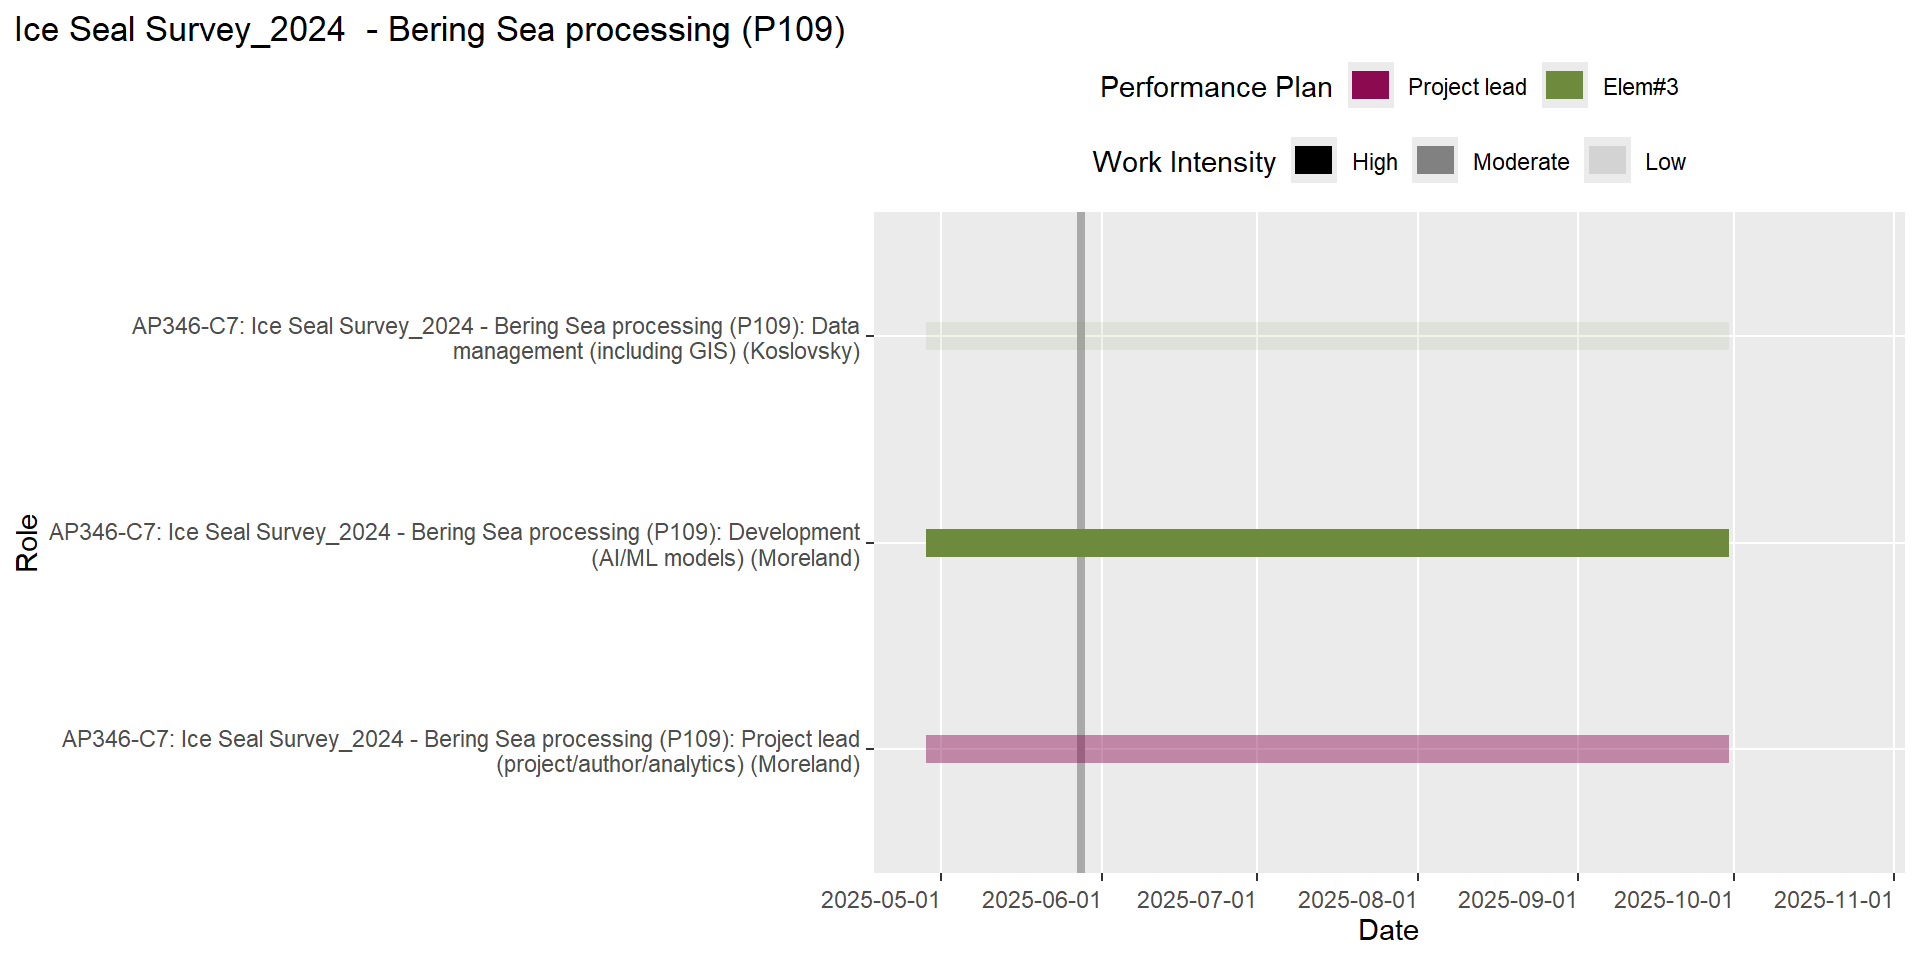 Ice Seal Survey_2024  - Bering Sea processing (P109)
Performance Plan Project lead Elem#3
Work Intensity High Moderate Low
AP346-C7: Ice Seal Survey_2024 - Bering Sea processing (P109): Data
management (including GIS) (Koslovsky)
AP346-C7: Ice Seal Survey_2024 - Bering Sea processing (P109): Development
(AI/ML models) (Moreland)
AP346-C7: Ice Seal Survey_2024 - Bering Sea processing (P109): Project lead
(project/author/analytics) (Moreland)
Role
2025-05-01 2025-06-01 2025-07-01 2025-08-01 2025-09-01 2025-10-01 2025-11-01
Date